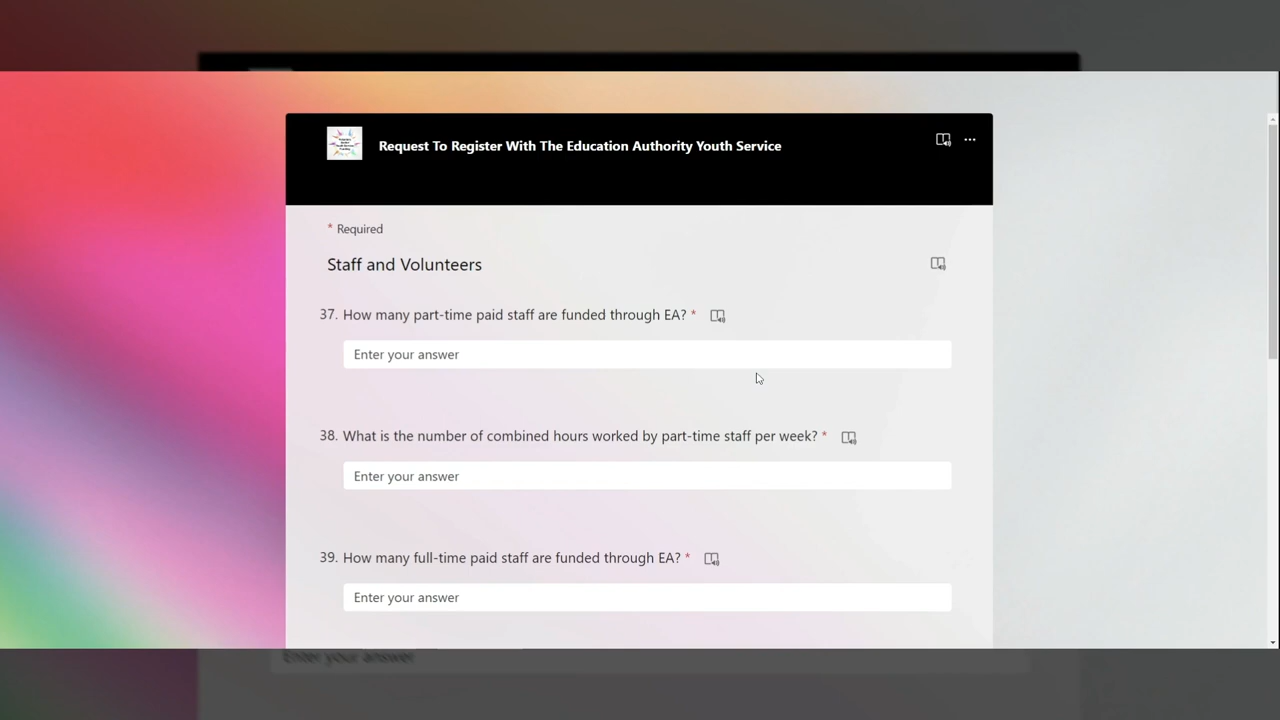 Request To Register With The Education Authority Youth Service
* Required
Staff and Volunteers
37. How many part-time paid staff are funded through EA? *
Enter your answer
38. What is the number of combined hours worked by part-time staff per week? *
Enter your answer
39. How many full-time paid staff are funded through EA? *
Enter your answer
Enter your answer